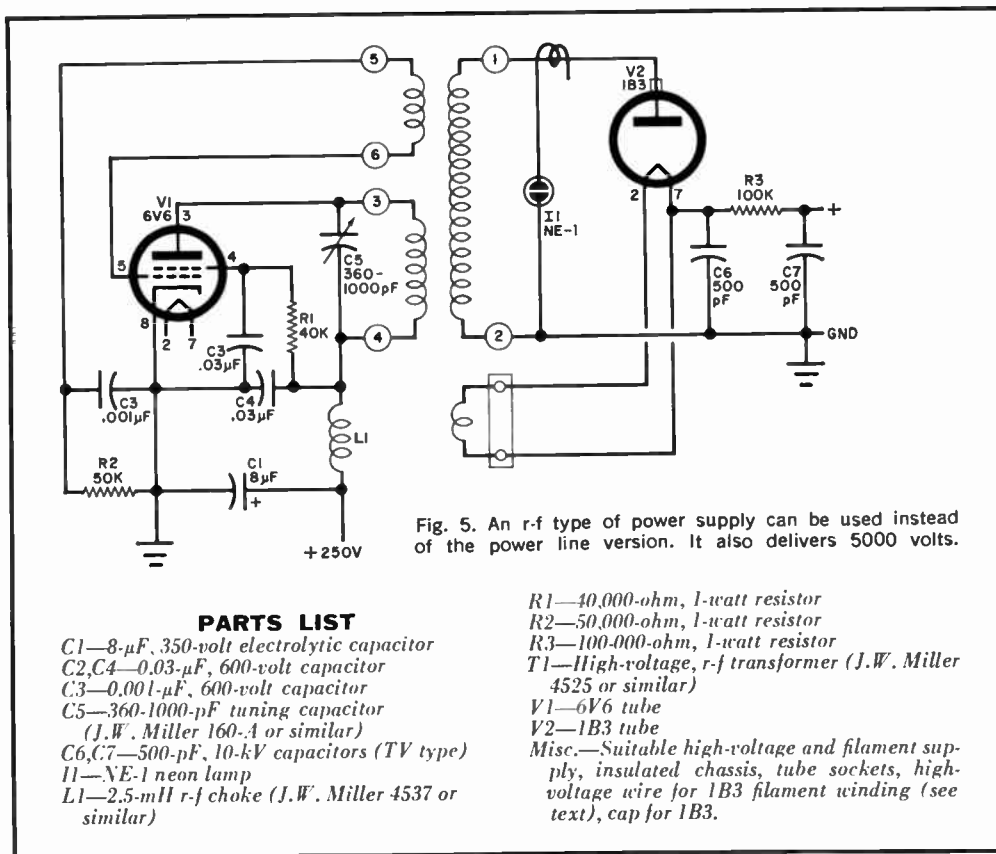 5
1
V2
1B3
6
V1
6V6
3
3
5
4
C5
360-
1000pF
I1
NE-1
2
7
R3
100K
+
C6
500
pF
C7
500
pF
R1
40K
4
2
GND
8
2
7
C3
.03µF
C3
.001µF
C4
.03µF
L1
R2
50K
C1
8µF
+
+250V
Fig. 5. An r-f type of power supply can be used instead
of the power line version. It also delivers 5000 volts.
PARTS LIST
C1—8-µF, 350-volt electrolytic capacitor
C2,C4—0.03-µF, 600-volt capacitor
C3—0.001-µF, 600-volt capacitor
C5—360-1000-pF tuning capacitor
(J.W. Miller 160-A or similar)
C6,C7—500-pF, 10-kV capacitors (TV type)
I1—NE-1 neon lamp
L1—2.5-mH r-f choke (J.W. Miller 4537 or
similar)
R1—40,000-ohm, 1-watt resistor
R2—50,000-ohm, 1-watt resistor
R3—100-000-ohm, 1-watt resistor
T1—High-voltage, r-f transformer (J.W. Miller
4525 or similar)
V1—6V6 tube
V2—1B3 tube
Misc.—Suitable high-voltage and filament sup-
ply, insulated chassis, tube sockets, high-
voltage wire for 1B3 filament winding (see
text), cap for 1B3.